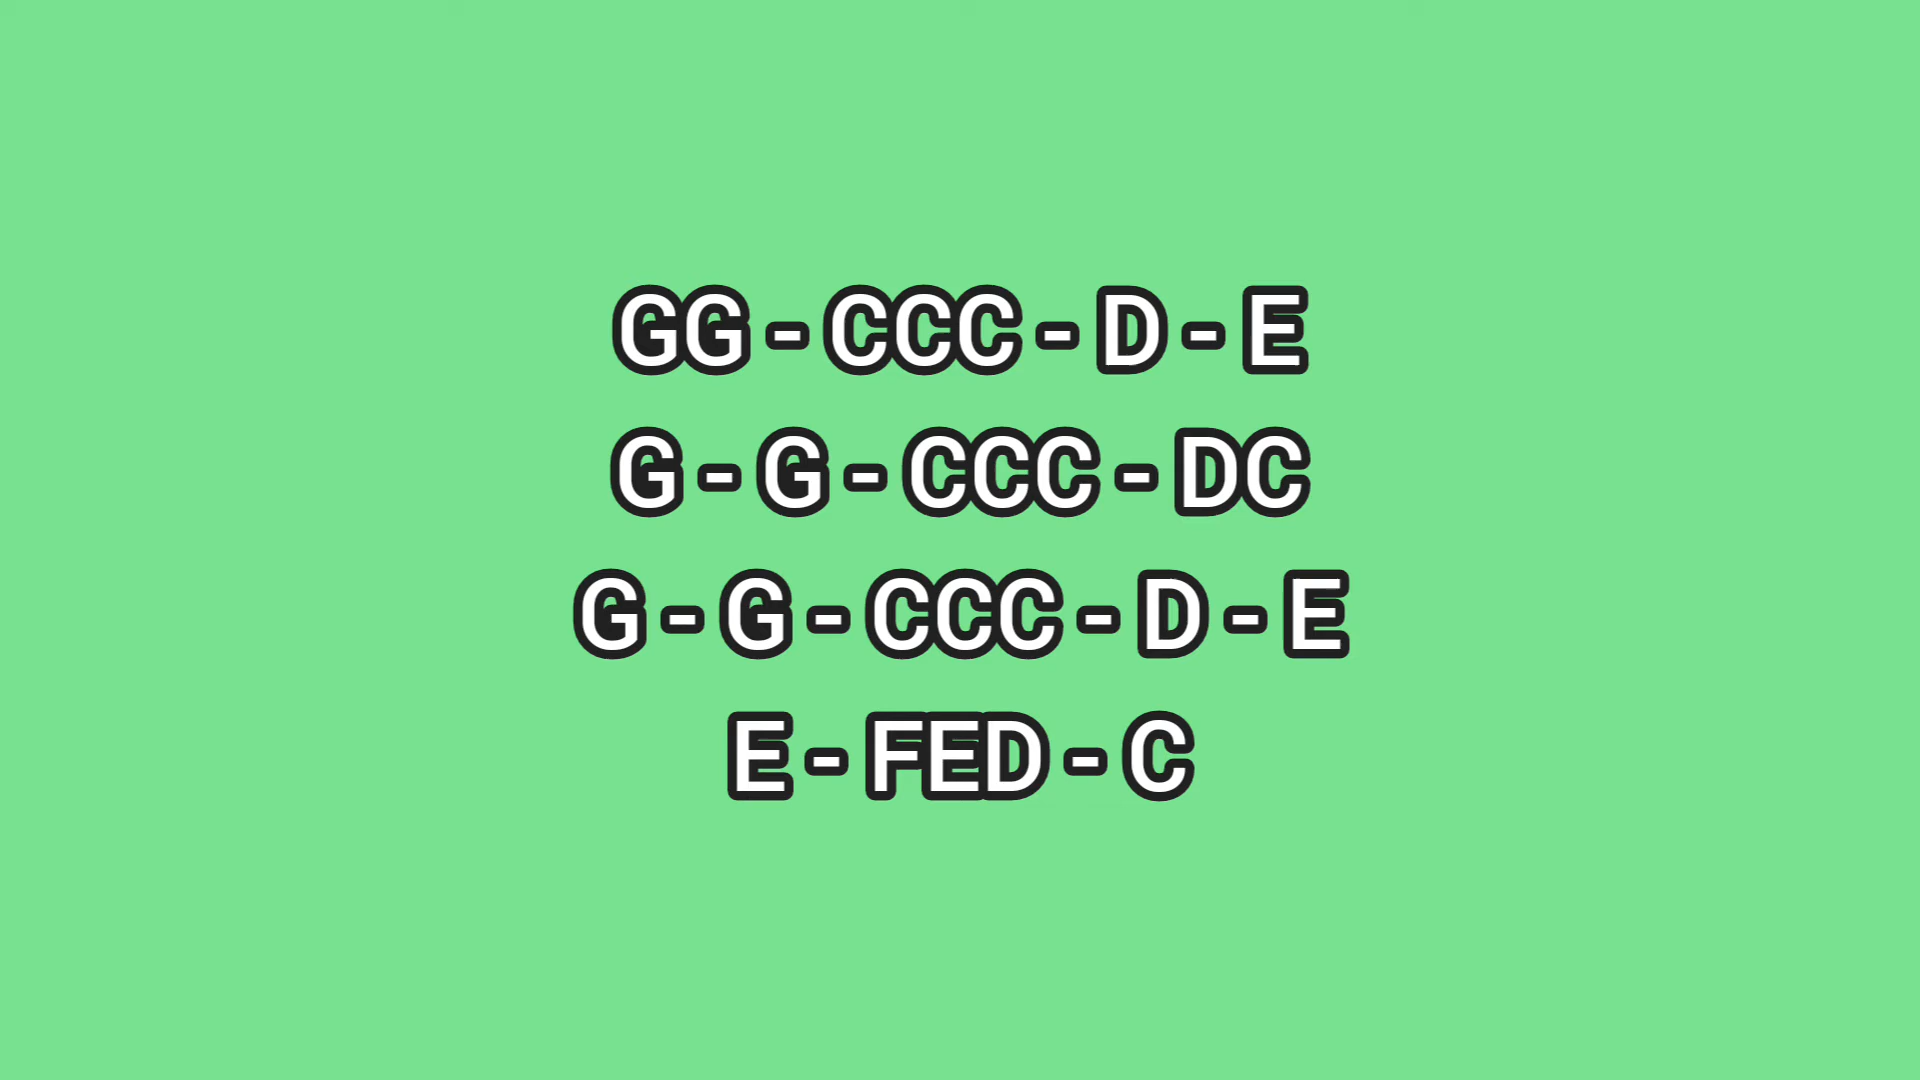 GG - CCC - D - E
G - G - CCC - DC
G - G - CCC - D - E
E - FED - C